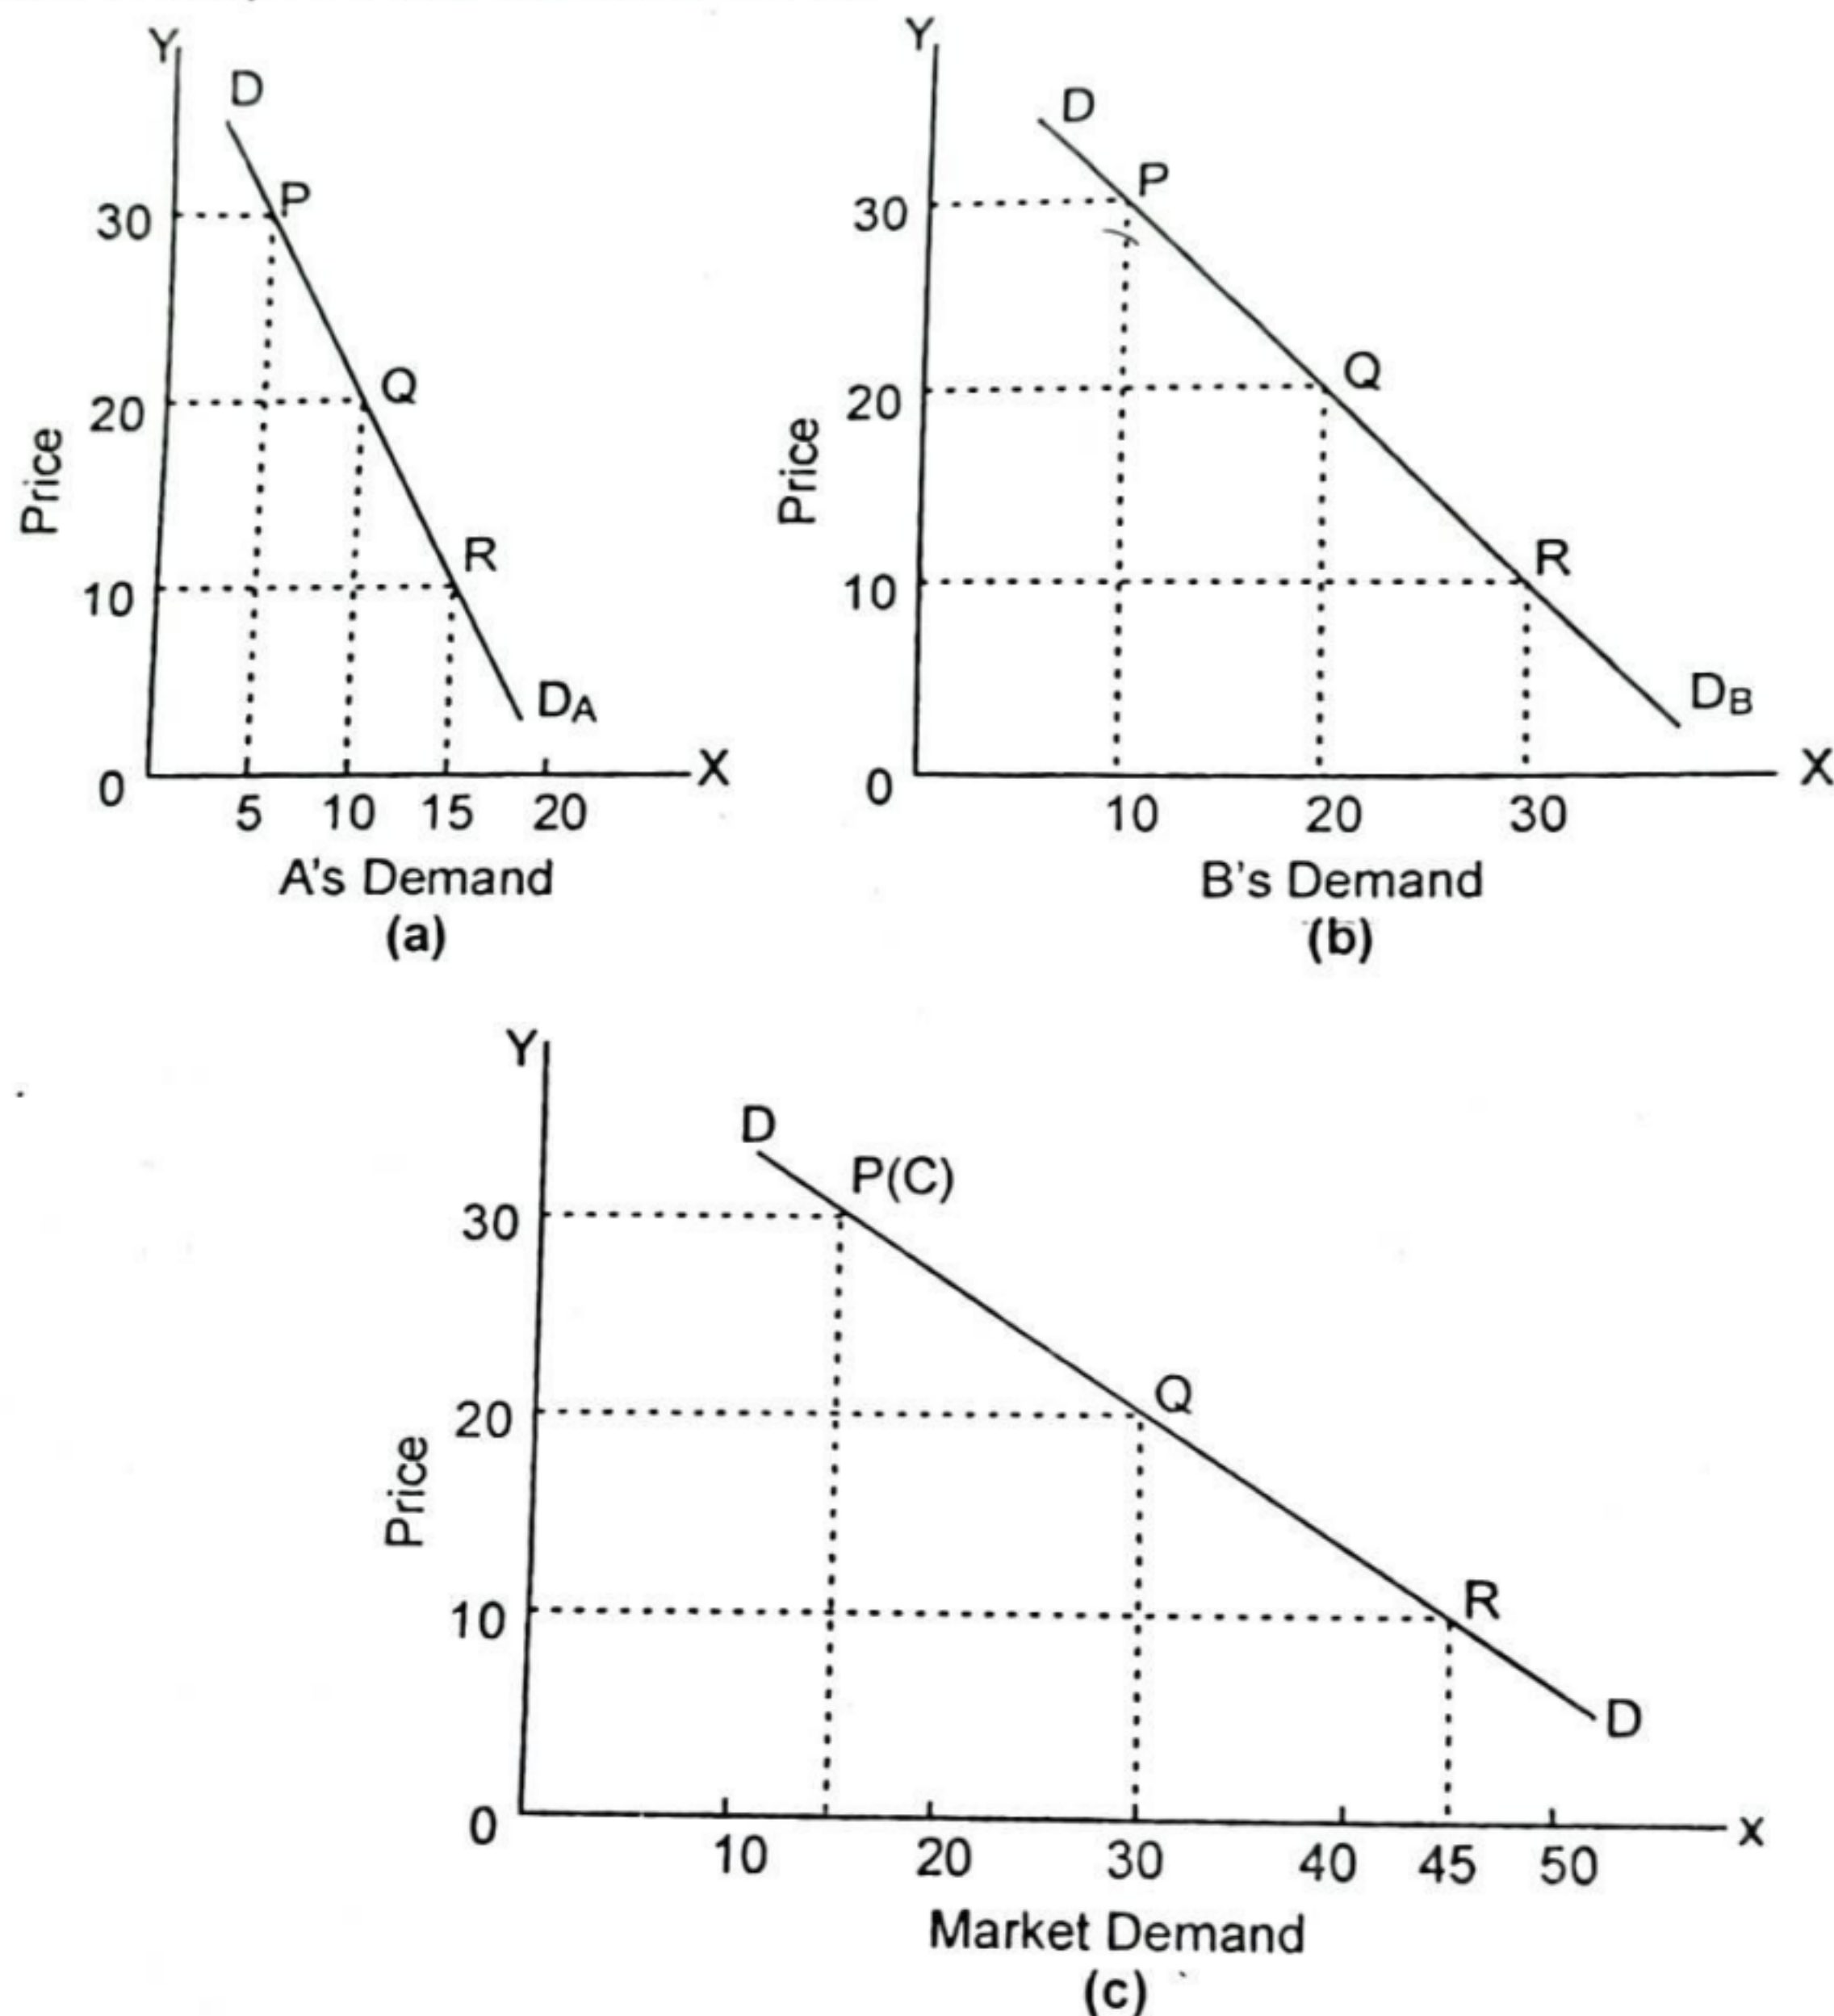 Y
D
P
30
Q
20
Price
R
10
DA
X
0
5 10 15 20
A's Demand
(a)
Y
D
P
30
Q
20
Price
R
10
DB
X
0
10 20 30
B's Demand
(b)
Y
D
P(C)
30
Q
20
Price
R
10
D
0
x
10 20 30 40 45 50
Market Demand
(c)